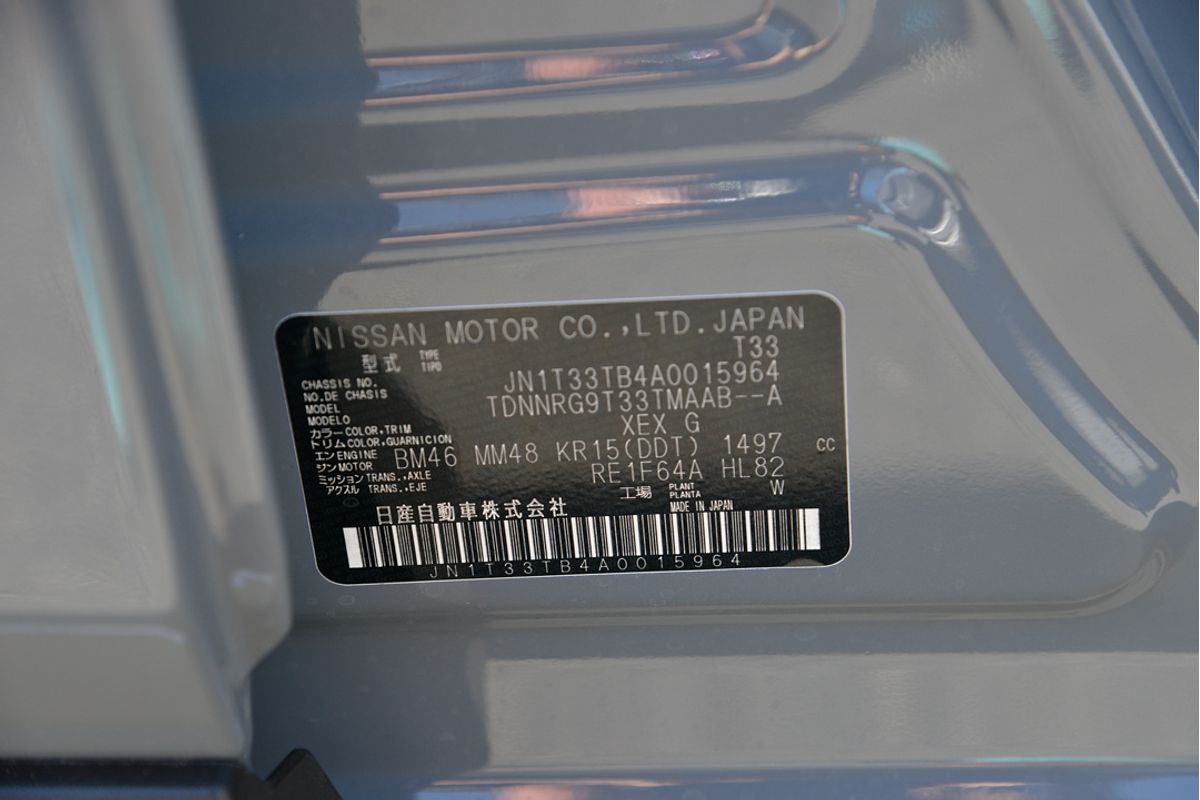 NISSAN MOTOR CO.,LTD.JAPAN
型式 TYPE TIPO T33
CHASSIS NO. NO.DE CHASIS JN1T33TB4A0015964
MODEL MODELO TDNNRG9T33TMAAB--A
XEX G
カラー COLOR,TRIM トリム COLOR,GUARNICION BM46 MM48 KR15(DDT) 1497 CC
エンジン ENGINE MOTOR RE1F64A HL82
ミッション TRANS.,AXLE アクスル TRANS.,EJE 工場 PLANT PLANTA W
日産自動車株式会社 MADE IN JAPAN
JN1T33TB4A0015964